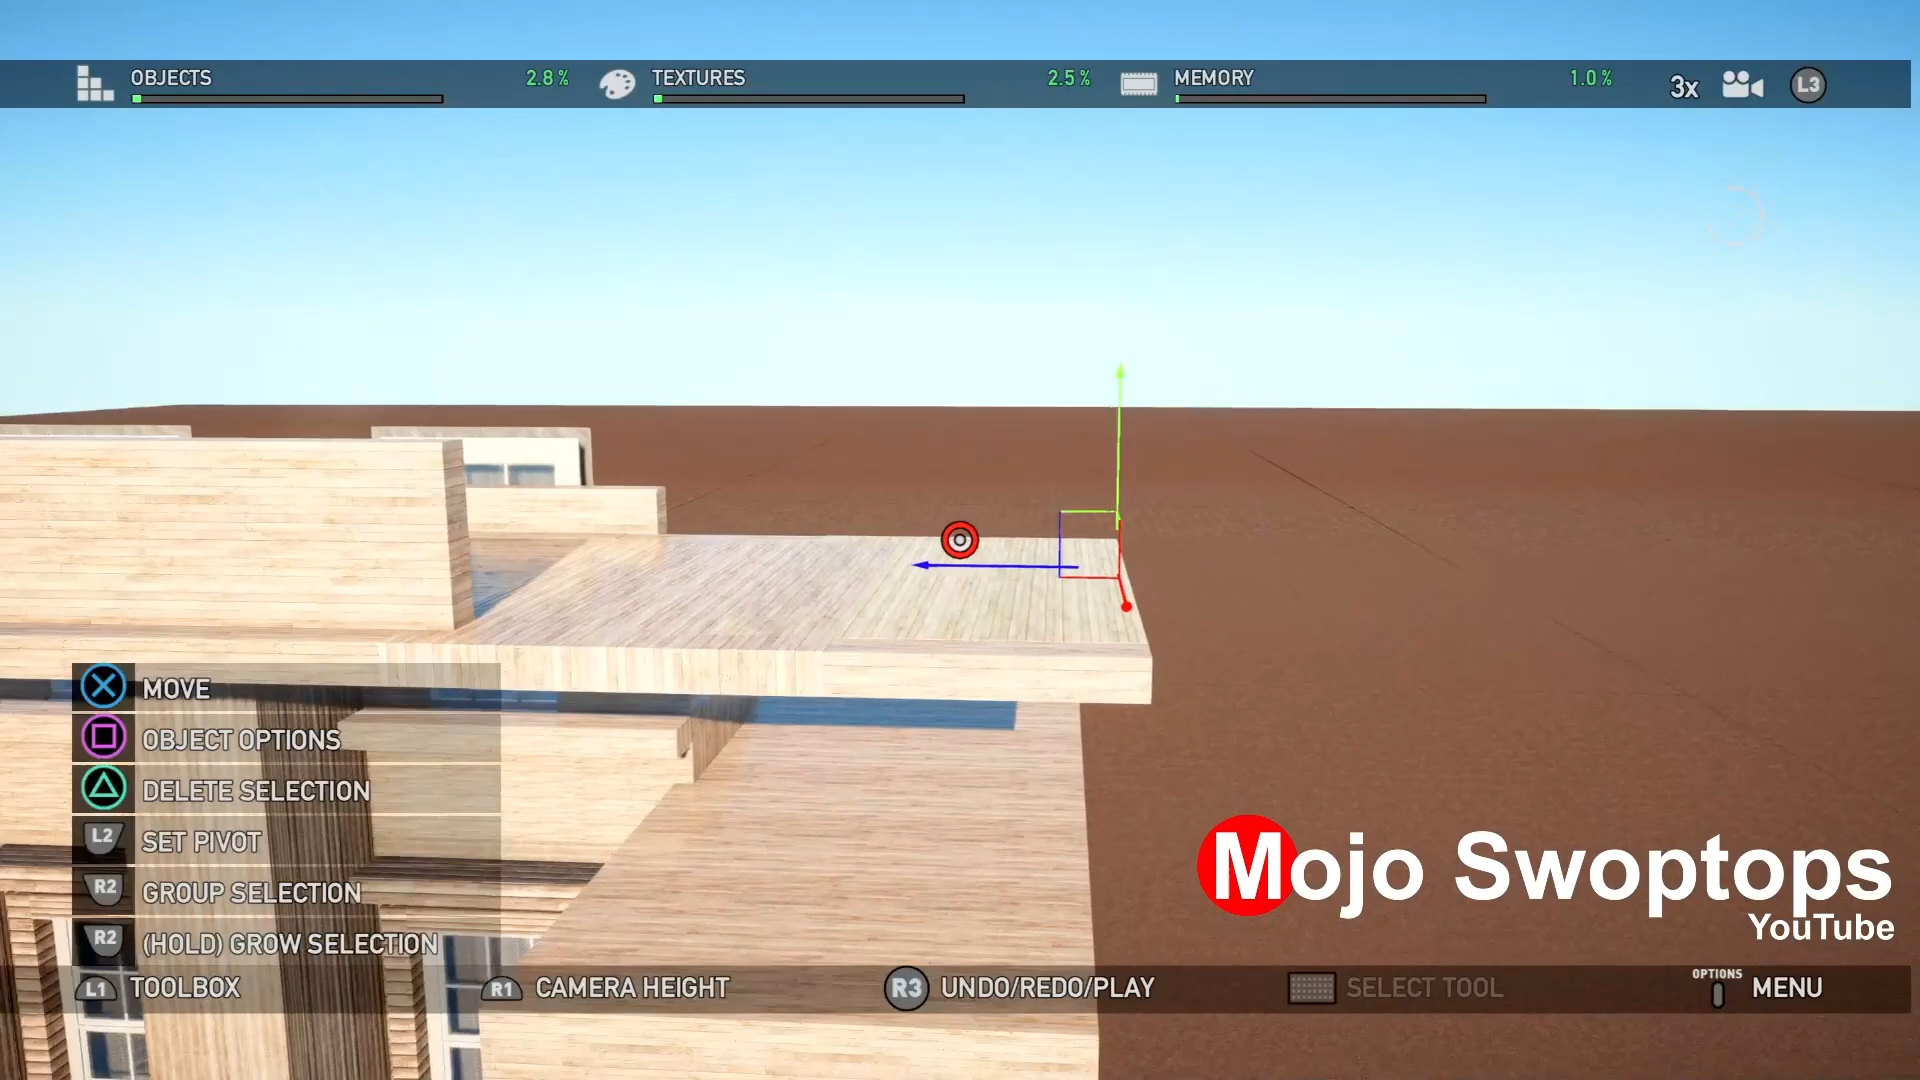 OBJECTS 2.8% TEXTURES 2.5% MEMORY 1.0% 3x L3
MOVE
OBJECT OPTIONS
DELETE SELECTION
L2 SET PIVOT
R2 GROUP SELECTION
R2 (HOLD) GROW SELECTION
L1 TOOLBOX R1 CAMERA HEIGHT R3 UNDO/REDO/PLAY SELECT TOOL OPTIONS MENU
Mojo Swoptops
YouTube